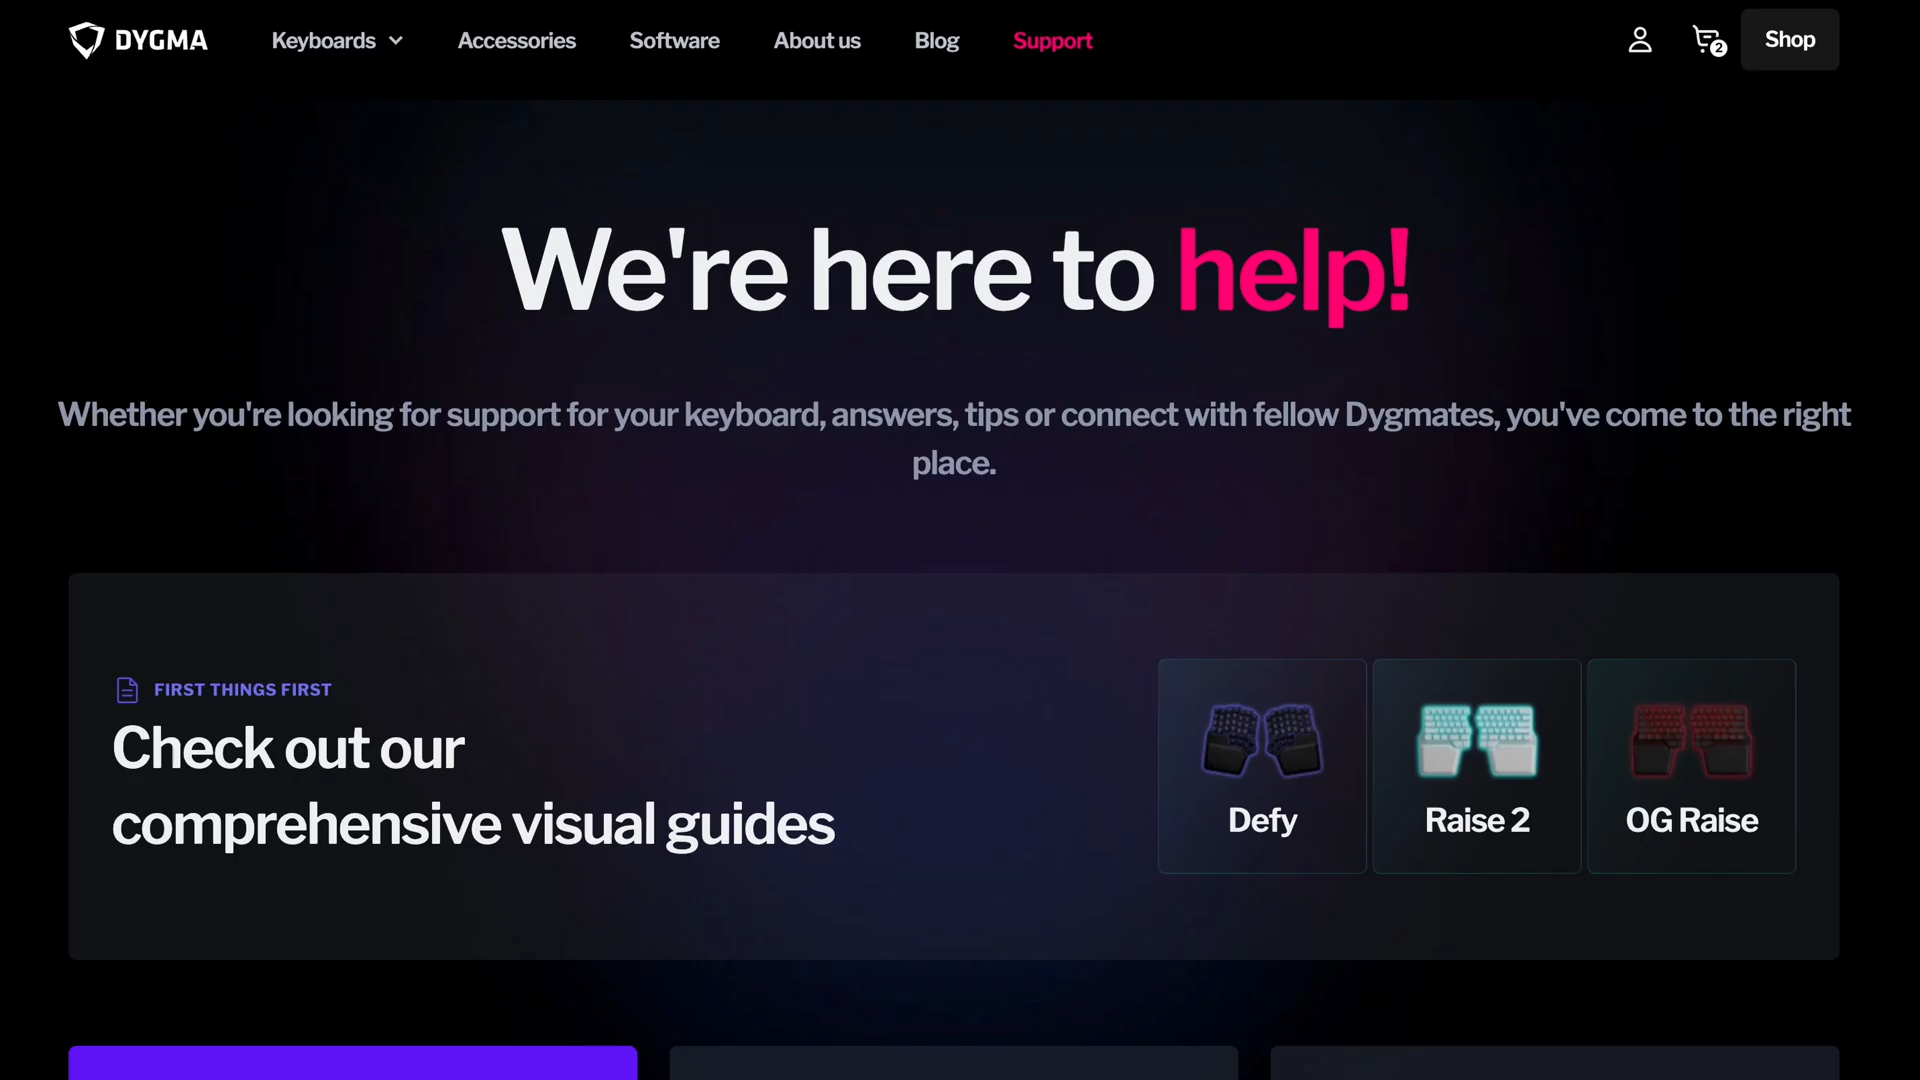 DYGMA
Keyboards
Accessories
Software
About us
Blog
Support
2
Shop
We're here to help!
Whether you're looking for support for your keyboard, answers, tips or connect with fellow Dygmates, you've come to the right
place.
FIRST THINGS FIRST
Check out our
comprehensive visual guides
Defy
Raise 2
OG Raise